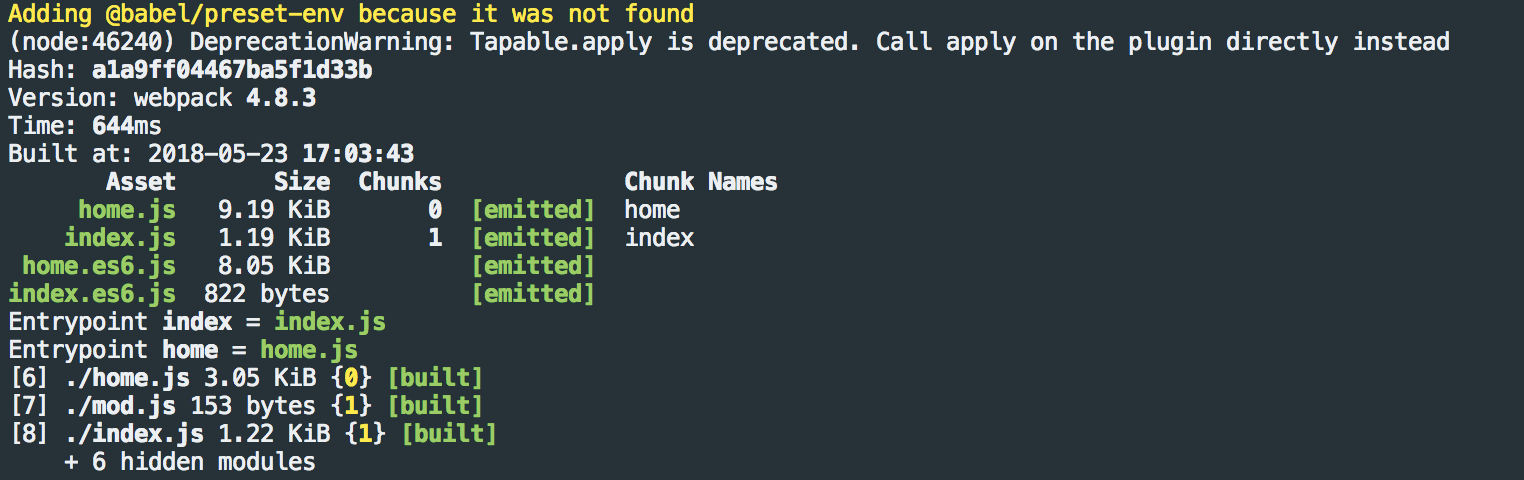 Adding @babel/preset-env because it was not found
(node:46240) DeprecationWarning: Tapable.apply is deprecated. Call apply on the plugin directly instead
Hash: a1a9ff04467ba5f1d33b
Version: webpack 4.8.3
Time: 644ms
Built at: 2018-05-23 17:03:43
Asset Size Chunks Chunk Names
home.js 9.19 KiB 0 [emitted] home
index.js 1.19 KiB 1 [emitted] index
home.es6.js 8.05 KiB [emitted]
index.es6.js 822 bytes [emitted]
Entrypoint index = index.js
Entrypoint home = home.js
[6] ./home.js 3.05 KiB {0} [built]
[7] ./mod.js 153 bytes {1} [built]
[8] ./index.js 1.22 KiB {1} [built]
+ 6 hidden modules